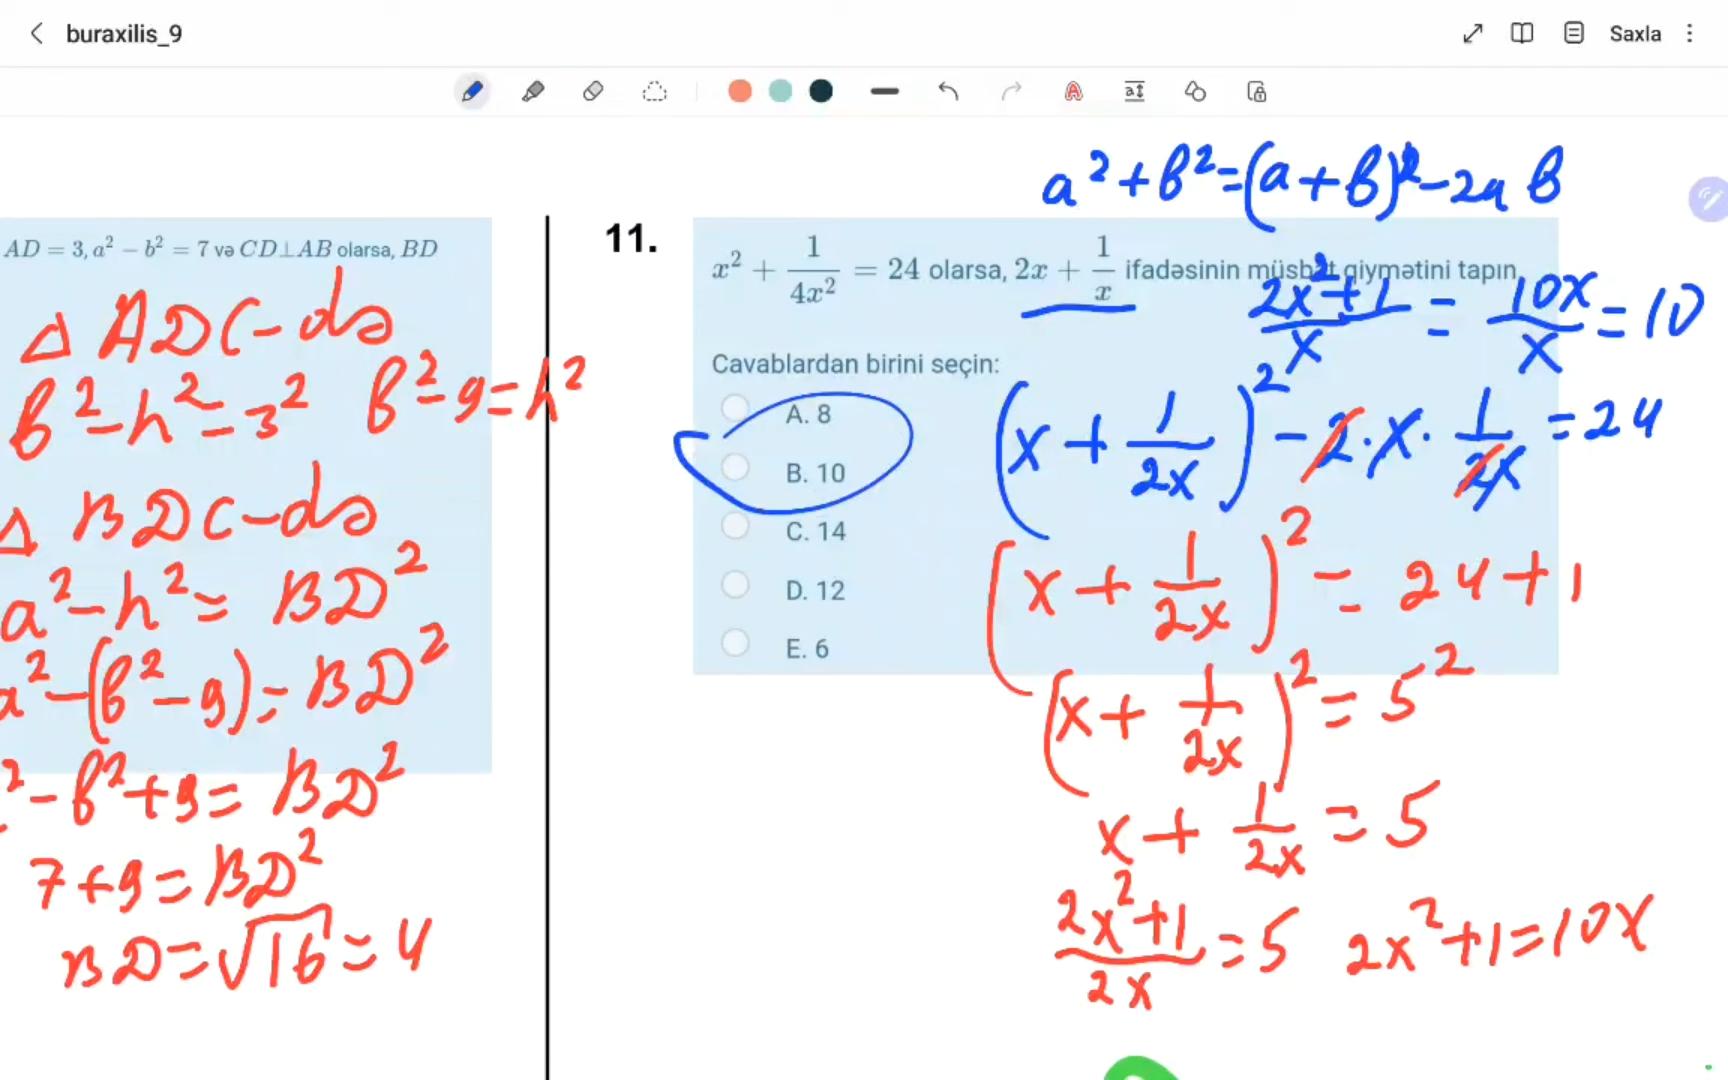 buraxilis_9
Saxla
AD = 3, a² − b² = 7 və CD⊥AB olarsa, BD
Δ ADC-də
b² - h² = 3² b² - 9 = h²
Δ BDC-də
a² - h² = BD²
a² - (b² - 9) = BD²
² - b² + 9 = BD²
7 + 9 = BD²
BD = √16 = 4
a² + b² = (a + b)² - 2ab
11.
x² + 1/(4x²) = 24 olarsa, 2x + 1/x ifadəsinin müsbət qiymətini tapın.
(2x² + 1)/x = 10x/x = 10
Cavablardan birini seçin:
A. 8
B. 10
C. 14
D. 12
E. 6
(x + 1/(2x))² - 2 · x · 1/(2x) = 24
(x + 1/(2x))² = 24 + 1
(x + 1/(2x))² = 5²
x + 1/(2x) = 5
(2x² + 1)/(2x) = 5 2x² + 1 = 10x